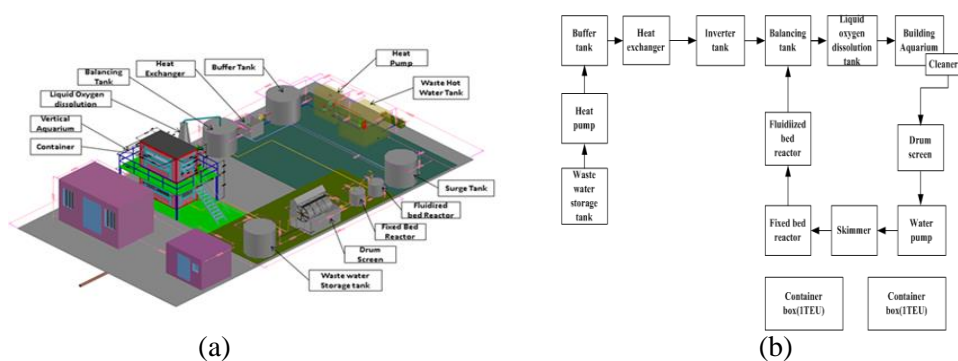 Heat
Pump
Buffer Tank
Heat
Exchanger
Balancing
Tank
Waste Hot
Water Tank
Liquid Oxygen
dissolution
Vertical
Aquarium
Container
Surge Tank
Fluidized
bed Reactor
Fixed Bed
Reactor
Drum
Screen
Waste water
Storage tank
(a)
Buffer
tank
Heat
exchanger
Inverter
tank
Balancing
tank
Liquid
oxygen
dissolution
tank
Building
Aquarium
Cleaner
Heat
pump
Fluidiized
bed
reactor
Drum
screen
Waste
water
storage
tank
Fixed bed
reactor
Skimmer
Water
pump
Container
box(1TEU)
Container
box(1TEU)
(b)